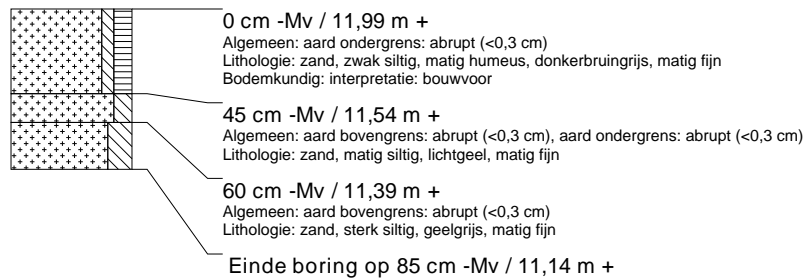 0 cm -Mv / 11,99 m +
Algemeen: aard ondergrens: abrupt (<0,3 cm)
Lithologie: zand, zwak siltig, matig humeus, donkerbruingrijs, matig fijn
Bodemkundig: interpretatie: bouwvoor
45 cm -Mv / 11,54 m +
Algemeen: aard bovengrens: abrupt (<0,3 cm), aard ondergrens: abrupt (<0,3 cm)
Lithologie: zand, matig siltig, lichtgeel, matig fijn
60 cm -Mv / 11,39 m +
Algemeen: aard bovengrens: abrupt (<0,3 cm)
Lithologie: zand, sterk siltig, geelgrijs, matig fijn
Einde boring op 85 cm -Mv / 11,14 m +